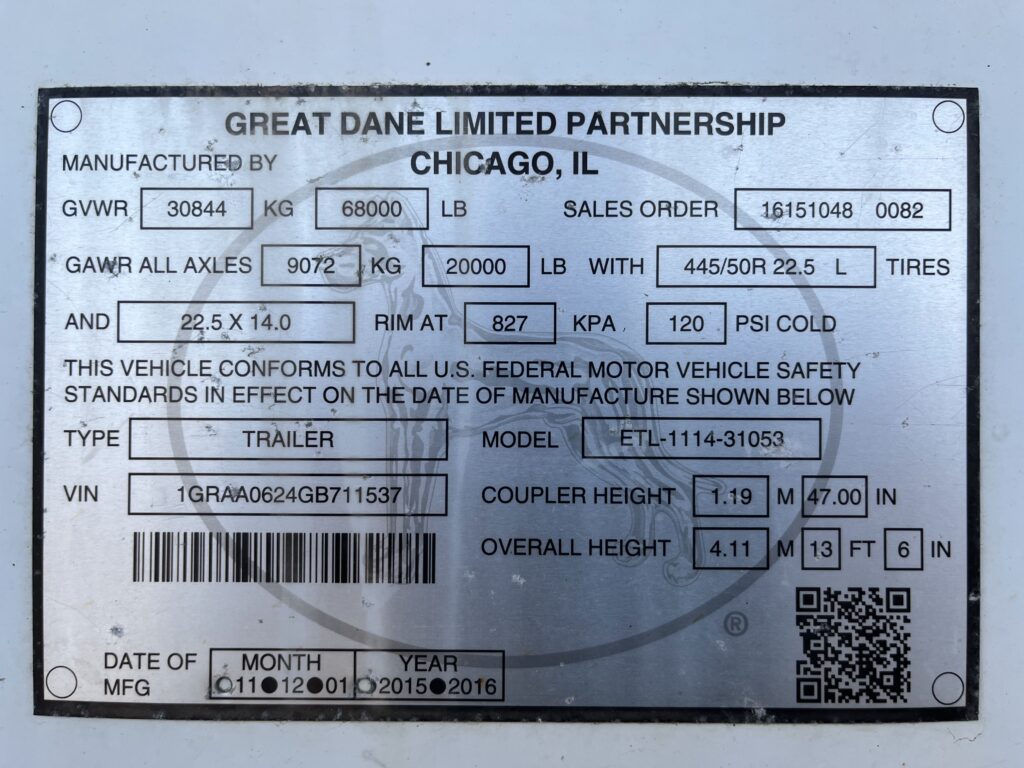 GREAT DANE LIMITED PARTNERSHIP
MANUFACTURED BY CHICAGO, IL
GVWR 30844 KG 68000 LB SALES ORDER 16151048 0082
GAWR ALL AXLES 9072 KG 20000 LB WITH 445/50R 22.5 L TIRES
AND 22.5 X 14.0 RIM AT 827 KPA 120 PSI COLD
THIS VEHICLE CONFORMS TO ALL U.S. FEDERAL MOTOR VEHICLE SAFETY
STANDARDS IN EFFECT ON THE DATE OF MANUFACTURE SHOWN BELOW
TYPE TRAILER MODEL ETL-1114-31053
VIN 1GRAA0624GB711537 COUPLER HEIGHT 1.19 M 47.00 IN
OVERALL HEIGHT 4.11 M 13 FT 6 IN
®
DATE OF MFG MONTH YEAR
11 12 01 2015 2016